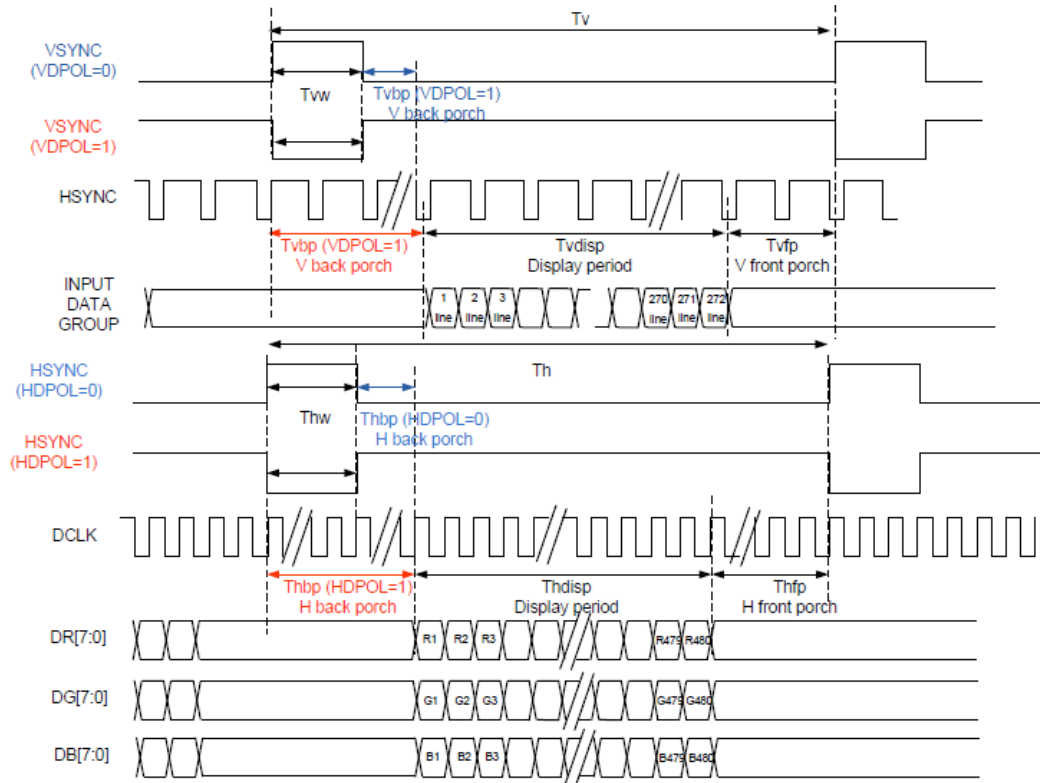 Tv
VSYNC
(VDPOL=0)
Tvw
Tvbp (VDPOL=1)
V back porch
VSYNC
(VDPOL=1)
HSYNC
Tvbp (VDPOL=1)
V back porch
Tvdisp
Display period
Tvfp
V front porch
INPUT
DATA
GROUP
1 line
2 line
3 line
270 line
271 line
272 line
HSYNC
(HDPOL=0)
Th
Thw
Thbp (HDPOL=0)
H back porch
HSYNC
(HDPOL=1)
DCLK
Thbp (HDPOL=1)
H back porch
Thdisp
Display period
Thfp
H front porch
DR[7:0] R1 R2 R3 R479 R480
DG[7:0] G1 G2 G3 G479 G480
DB[7:0] B1 B2 B3 B479 B480